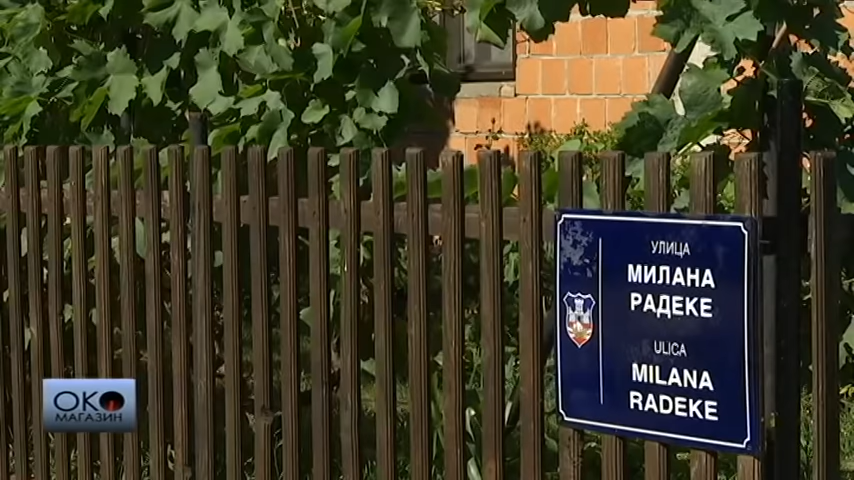 УЛИЦА
МИЛАНА
РАДЕКЕ
ULICA
MILANA
RADEKE
ОКО
МАГАЗИН